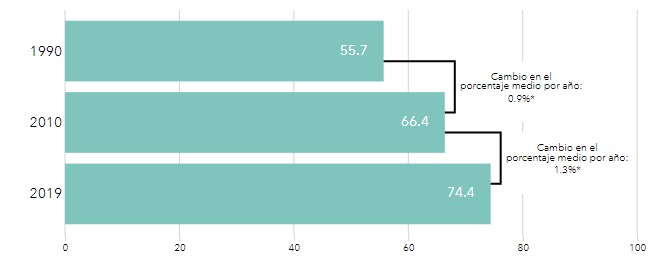 1990
55.7
Cambio en el
porcentaje medio por año:
0.9%*
2010
66.4
Cambio en el
porcentaje medio por año:
1.3%*
2019
74.4
0 20 40 60 80 100